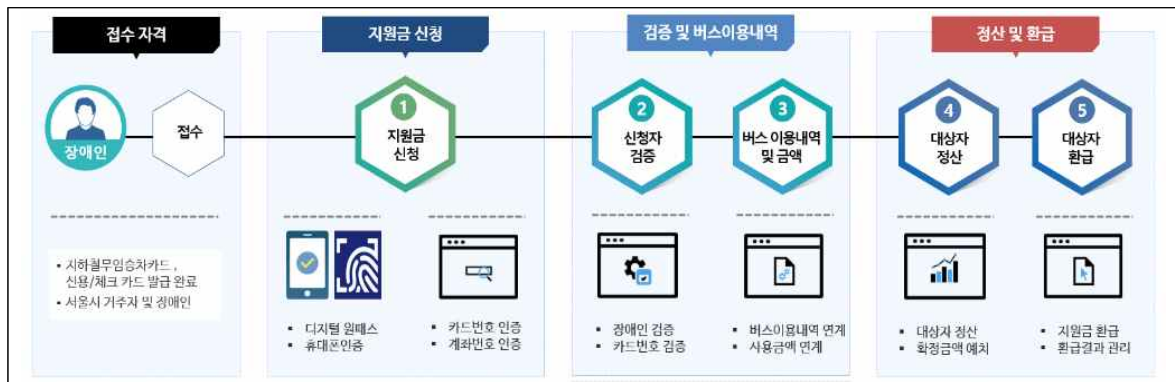 접수 자격
지원금 신청
검증 및 버스이용내역
정산 및 환급
장애인
접수
1
지원금
신청
2
신청자
검증
3
버스 이용내역
및 금액
4
대상자
정산
5
대상자
환급
• 지하철무임승차카드 ,
신용/체크 카드 발급 완료
• 서울시 거주자 및 장애인
▪ 디지털 원패스
▪ 휴대폰인증
▪ 카드번호 인증
▪ 계좌번호 인증
▪ 장애인 검증
▪ 카드번호 검증
▪ 버스이용내역 연계
▪ 사용금액 연계
▪ 대상자 정산
▪ 확정금액 예치
▪ 지원금 환급
▪ 환급결과 관리